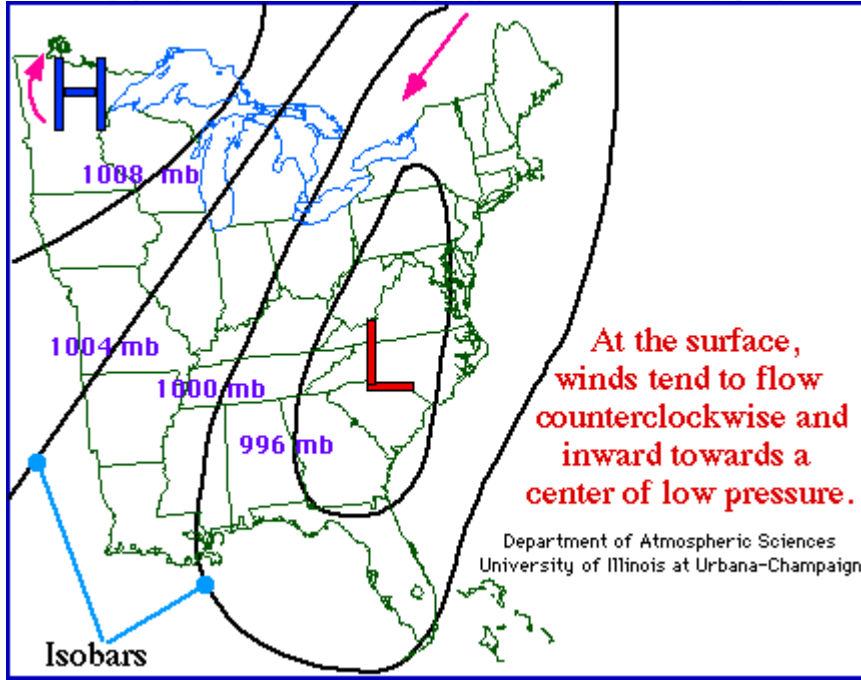 H
1008 mb
1004 mb
1000 mb
996 mb
L
At the surface,
winds tend to flow
counterclockwise and
inward towards a
center of low pressure.
Department of Atmospheric Sciences
University of Illinois at Urbana-Champaign
Isobars